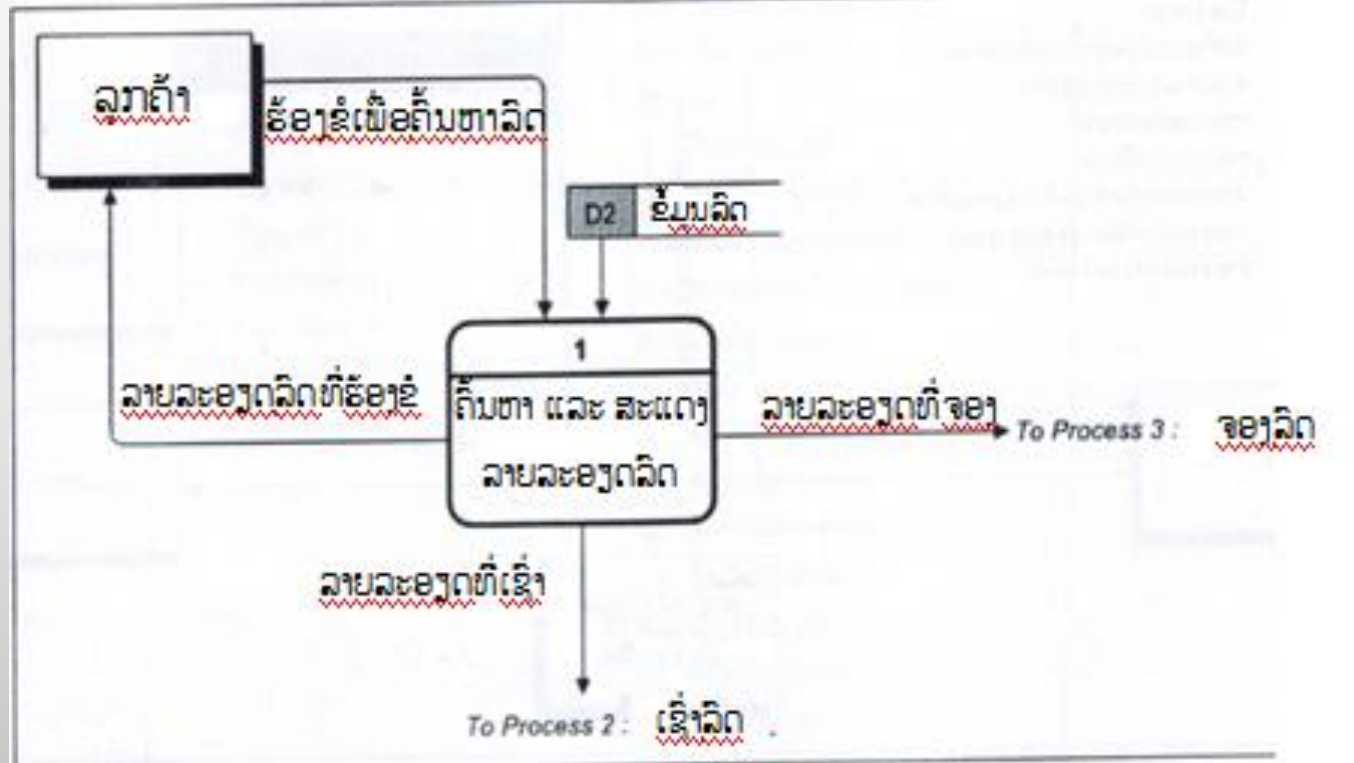 ລູກຄ້າ
ຮ້ອງຂໍເພື່ອຄົ້ນຫາລົດ
D2 ຂໍ້ມູນລົດ
1
ຄົ້ນຫາ ແລະ ສະແດງ
ລາຍລະອຽດລົດ
ລາຍລະອຽດລົດທີ່ຮ້ອງຂໍ
ລາຍລະອຽດທີ່ຈອງ
To Process 3 : ຈອງລົດ
ລາຍລະອຽດທີ່ເຊົ່າ
To Process 2 : ເຊົ່າລົດ .